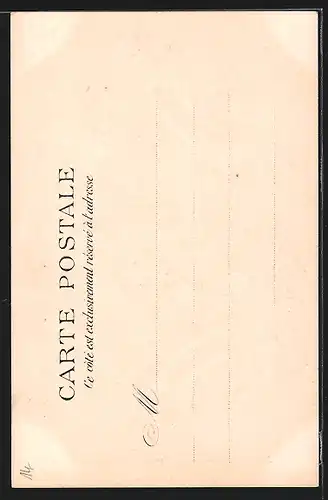 CARTE POSTALE
Ce côté est exclusivement réservé à l'adresse
M